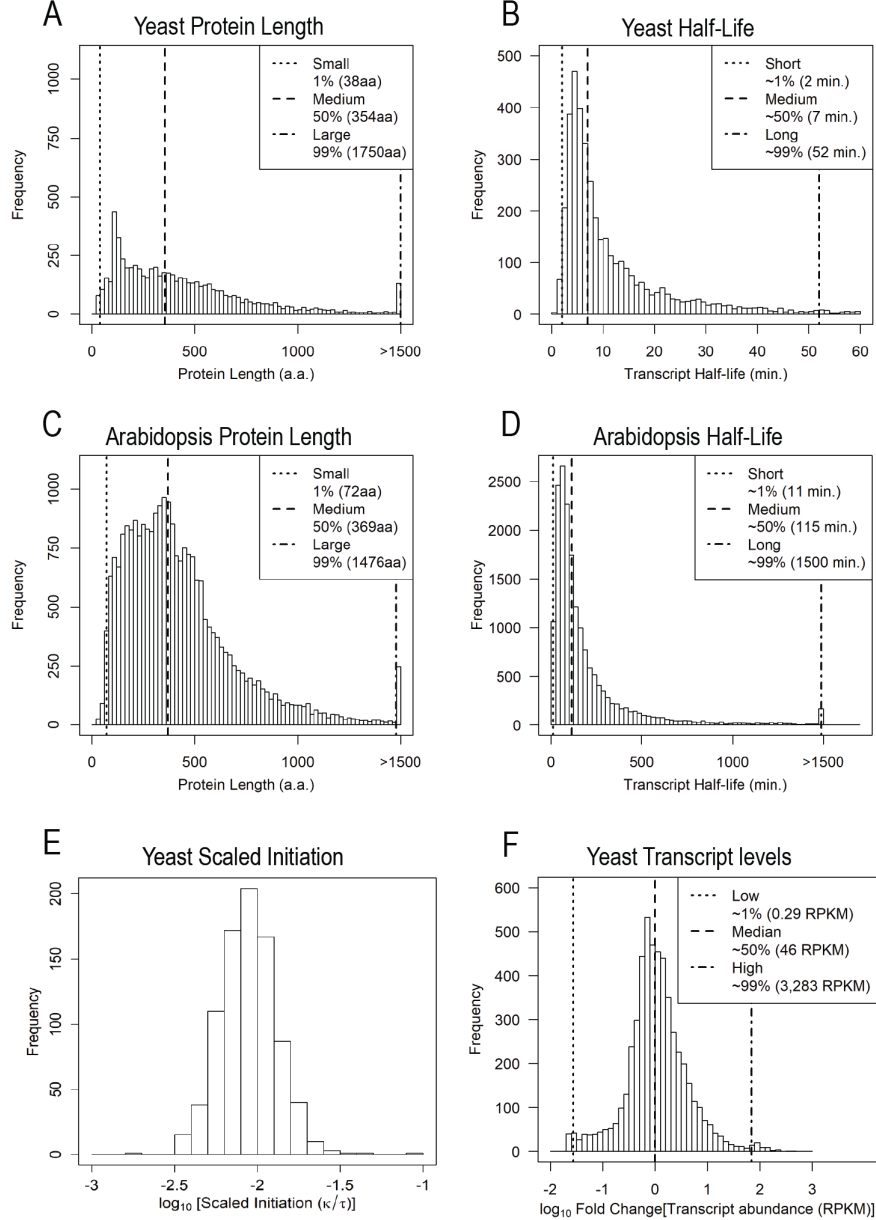 A
Yeast Protein Length
Small
1% (38aa)
Medium
50% (354aa)
Large
99% (1750aa)
Frequency
0
250
500
750
1000
0
500
1000
>1500
Protein Length (a.a.)
B
Yeast Half-Life
Short
~1% (2 min.)
Medium
~50% (7 min.)
Long
~99% (52 min.)
Frequency
0
100
200
300
400
500
0
10
20
30
40
50
60
Transcript Half-life (min.)
C
Arabidopsis Protein Length
Small
1% (72aa)
Medium
50% (369aa)
Large
99% (1476aa)
Frequency
0
250
500
750
1000
0
500
1000
>1500
Protein Length (a.a.)
D
Arabidopsis Half-Life
Short
~1% (11 min.)
Medium
~50% (115 min.)
Long
~99% (1500 min.)
Frequency
0
500
1000
1500
2000
2500
0
500
1000
>1500
Transcript Half-life (min.)
E
Yeast Scaled Initiation
Frequency
0
50
100
150
200
-3
-2.5
-2
-1.5
-1
log10 [Scaled Initiation (κ/τ)]
F
Yeast Transcript levels
Low
~1% (0.29 RPKM)
Median
~50% (46 RPKM)
High
~99% (3,283 RPKM)
Frequency
0
100
200
300
400
500
600
-2
-1
0
1
2
3
log10 Fold Change[Transcript abundance (RPKM)]